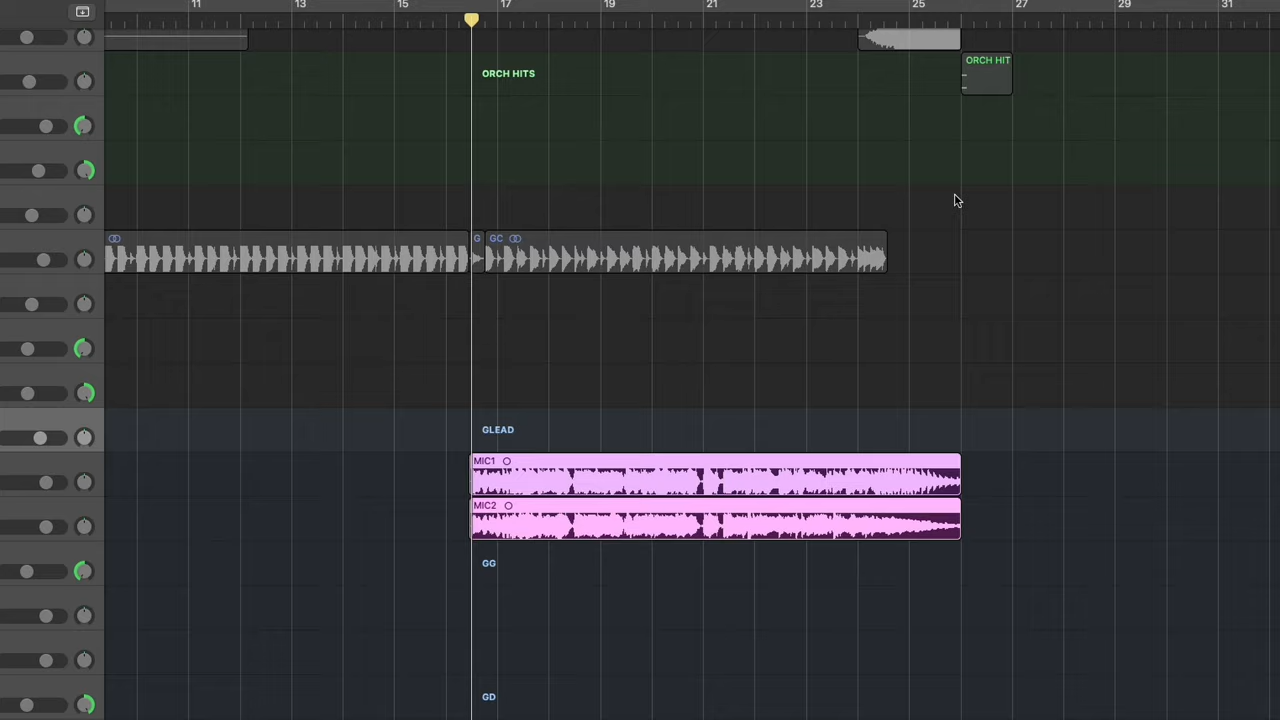 11 13 15 17 19 21 23 25 27 29 31
ORCH HIT
ORCH HITS
G GC
GLEAD
MIC1
MIC2
GG
GD